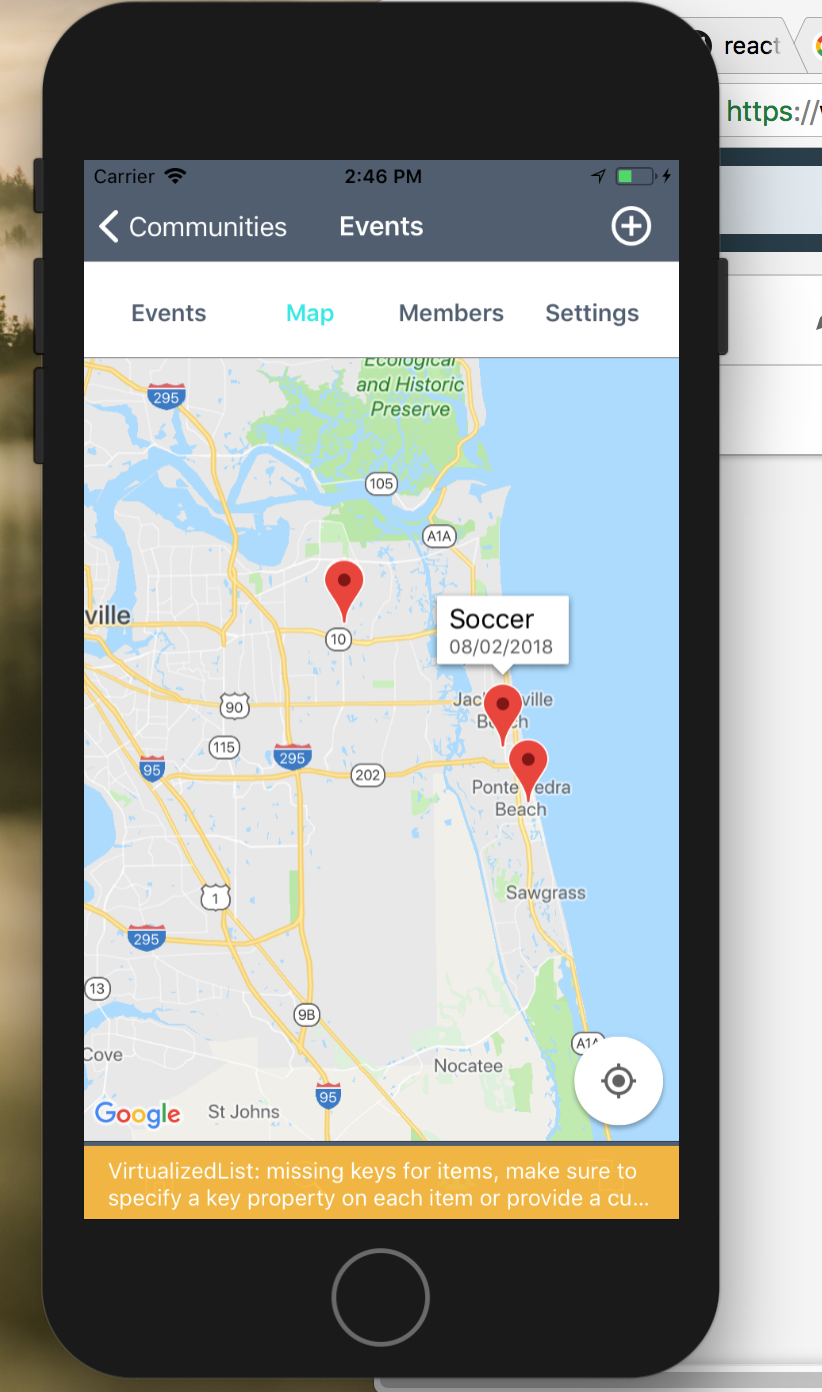 react
https://
Carrier
2:46 PM
Communities
Events
Events
Map
Members
Settings
Ecological
and Historic
Preserve
295
105
A1A
ville
10
Soccer
08/02/2018
90
115
295
95
202
Beach
Beach
Sawgrass
1
295
13
9B
A1A
Cove
Nocatee
95
Google
St Johns
VirtualizedList: missing keys for items, make sure to
specify a key property on each item or provide a cu...